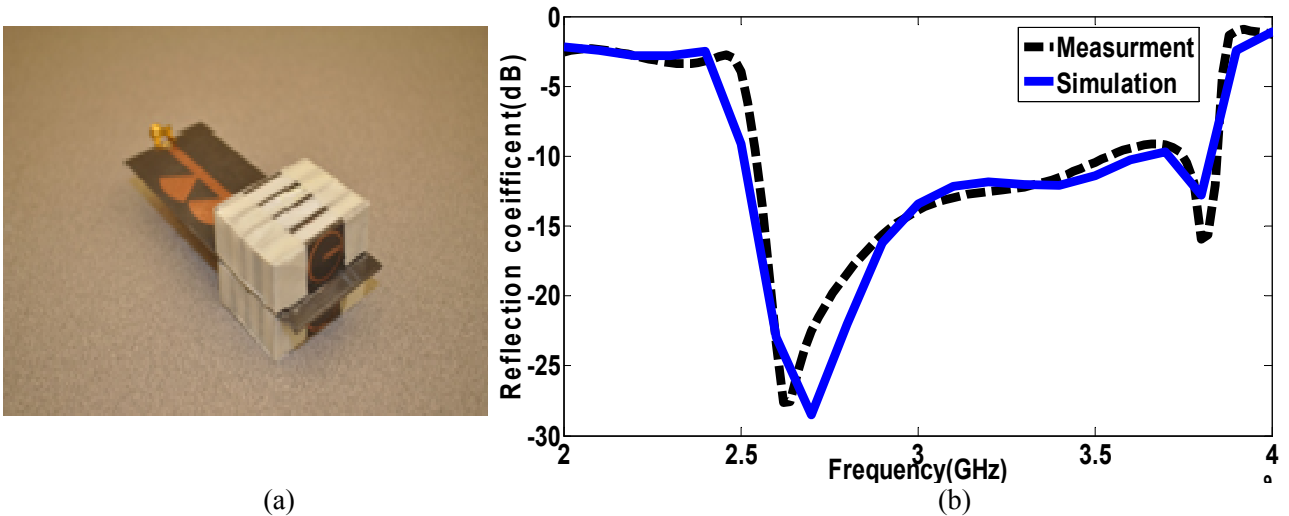 0
-5
-10
-15
-20
-25
-30
Reflection coeifficent(dB)
Measurment
Simulation
2 2.5 3 3.5 4
Frequency(GHz)
(a) (b)